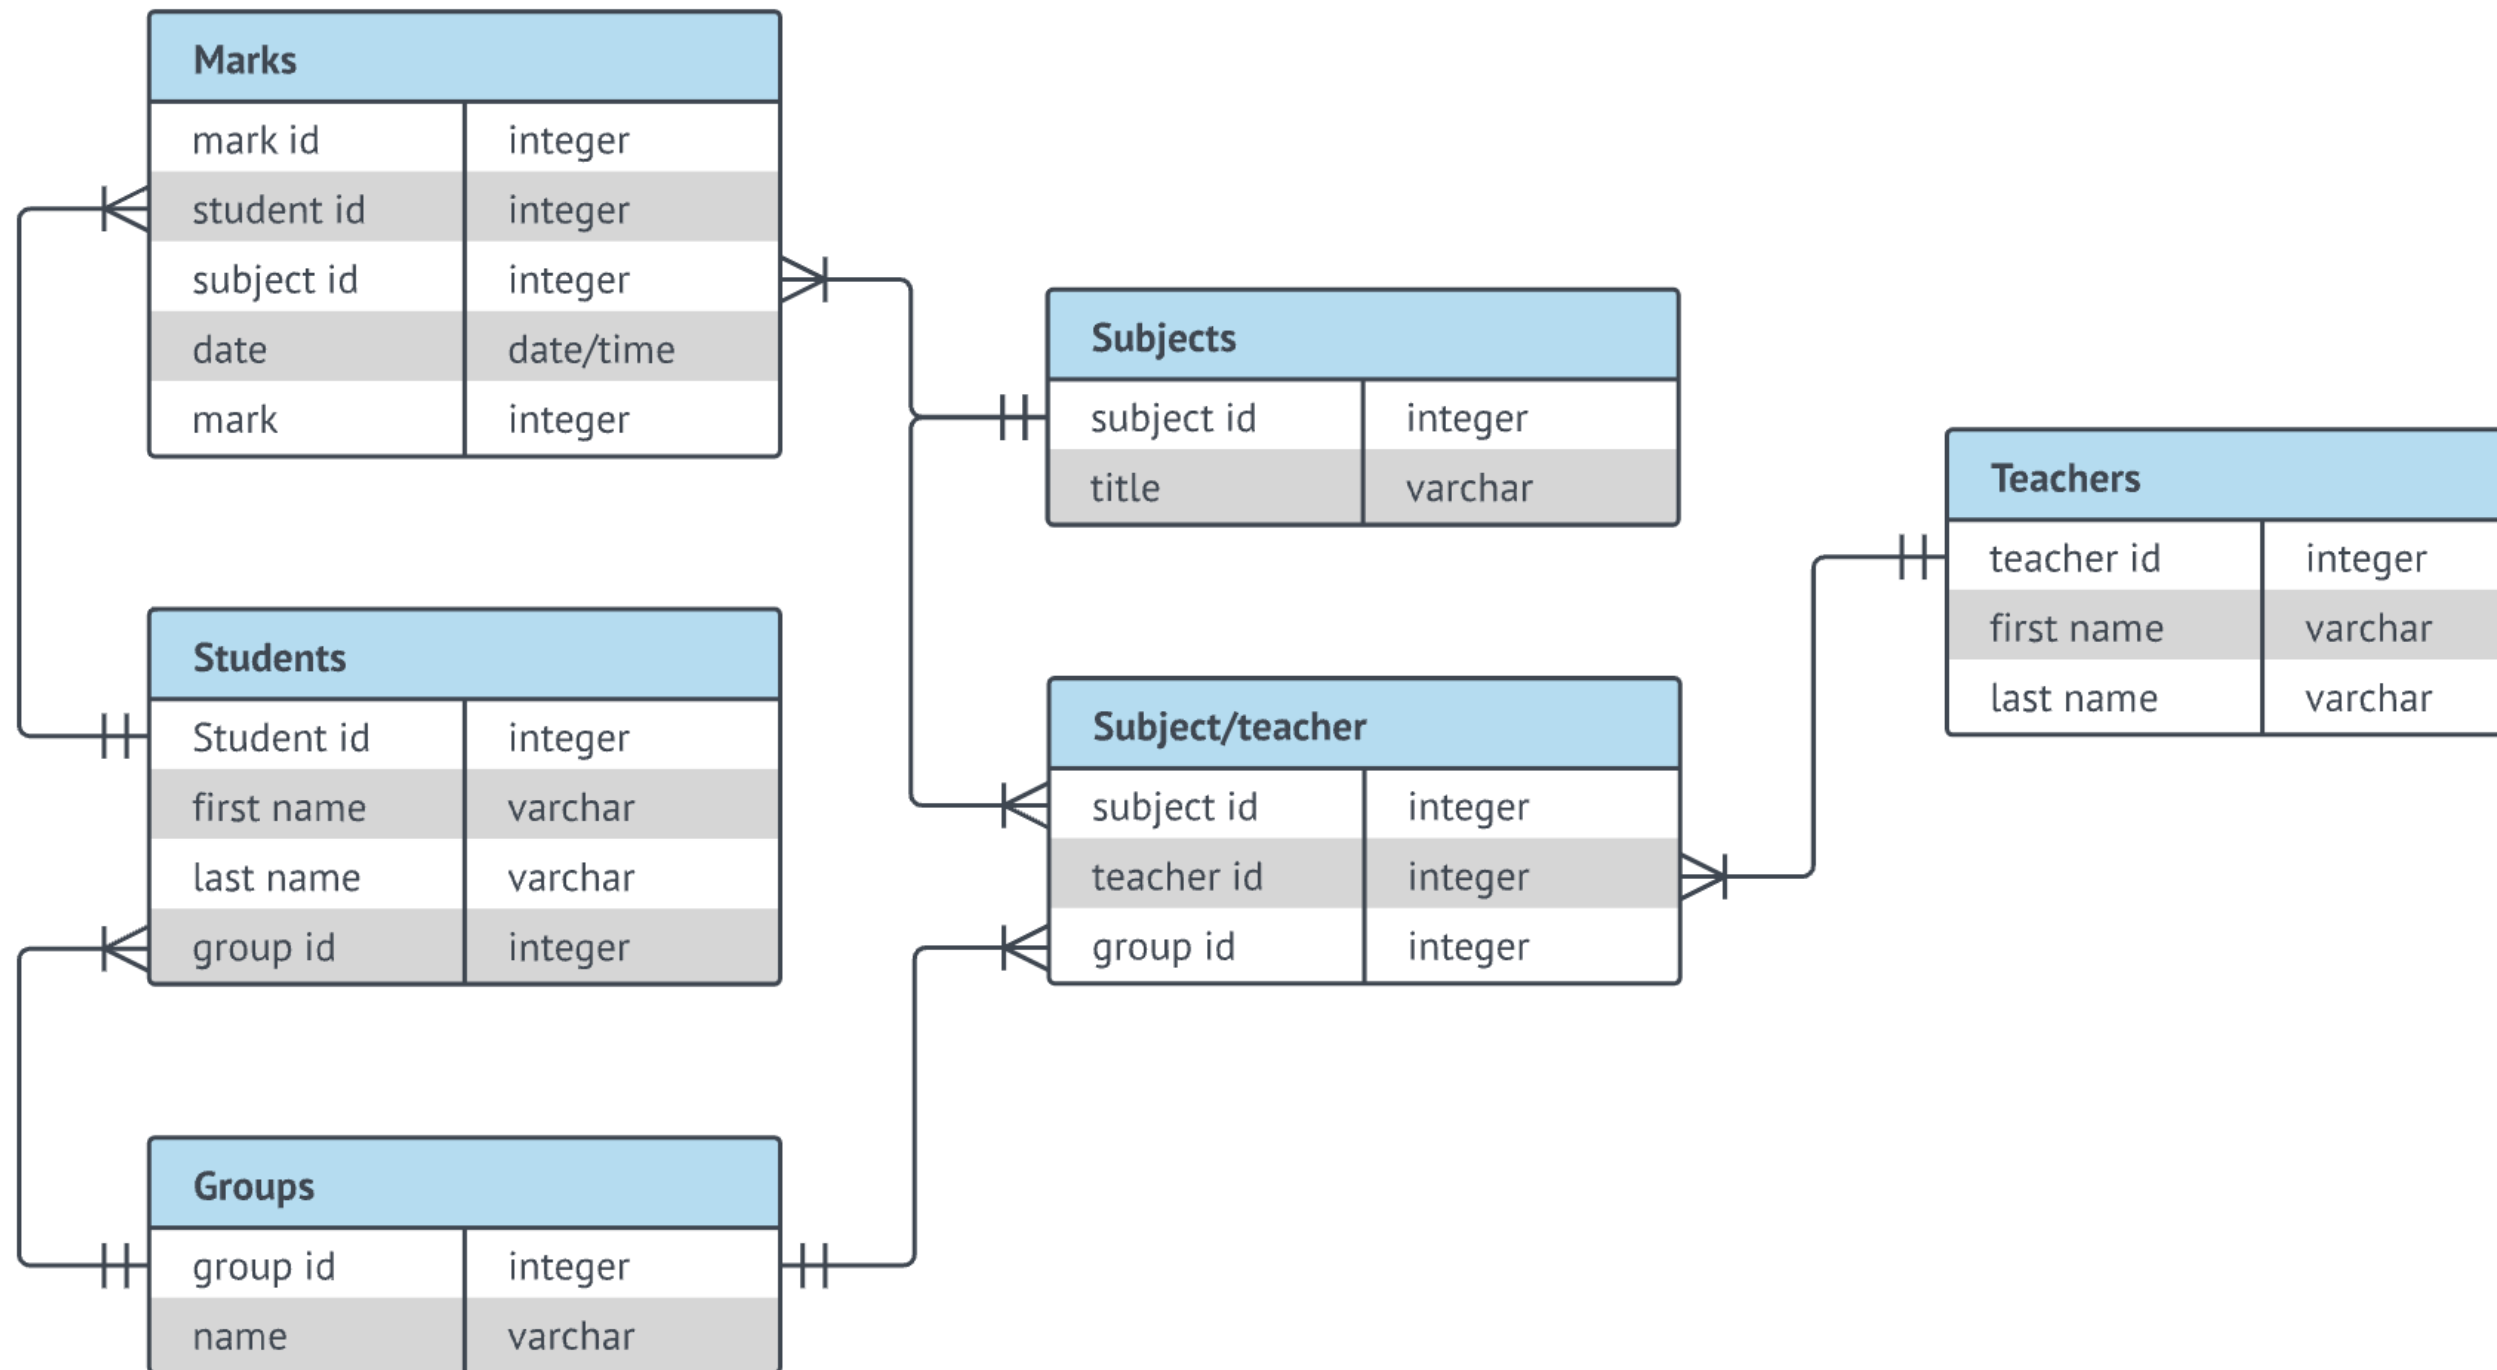 Marks
mark id integer
student id integer
subject id integer
date date/time
mark integer
Subjects
subject id integer
title varchar
Teachers
teacher id integer
first name varchar
last name varchar
Students
Student id integer
first name varchar
last name varchar
group id integer
Subject/teacher
subject id integer
teacher id integer
group id integer
Groups
group id integer
name varchar